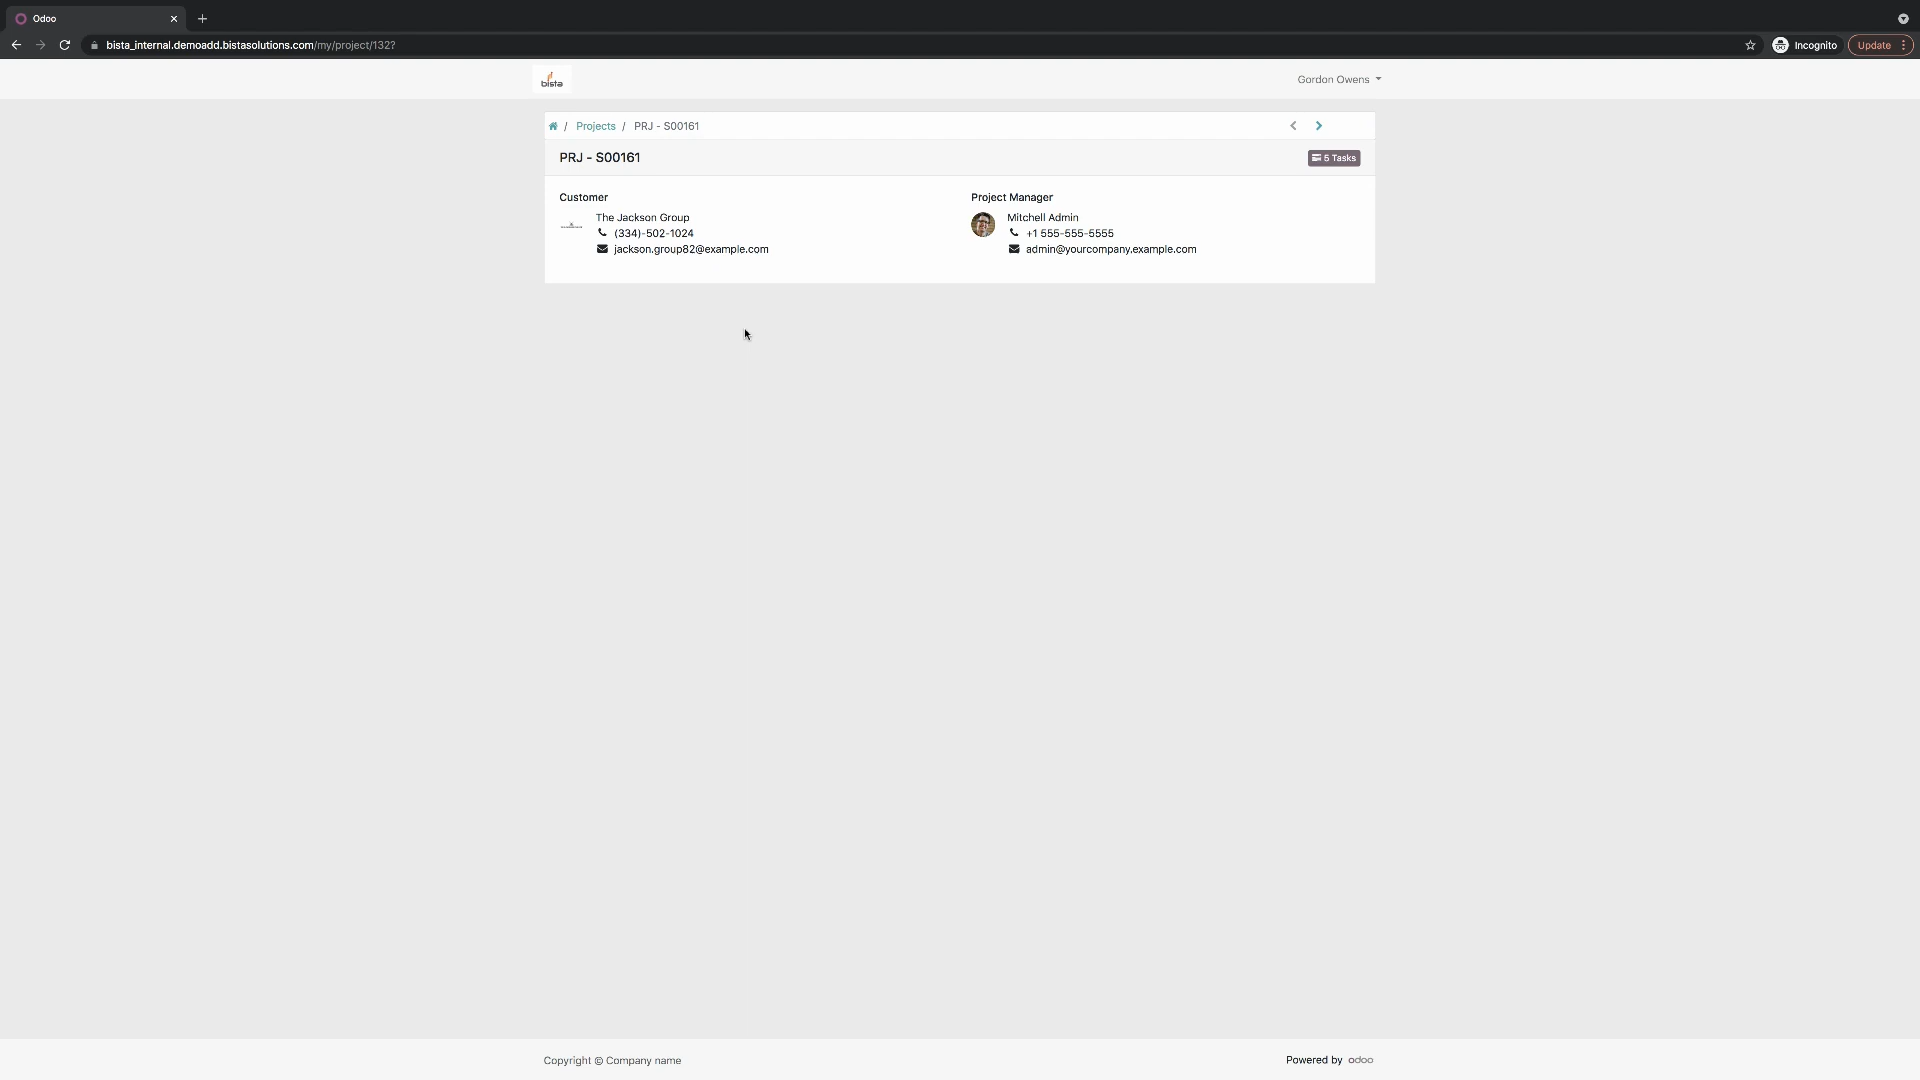 Odoo
bista_internal.demoadd.bistasolutions.com/my/project/132?
Incognito
Update
bista
Gordon Owens
/ Projects / PRJ - S00161
PRJ - S00161
5 Tasks
Customer
The Jackson Group
(334)-502-1024
jackson.group82@example.com
Project Manager
Mitchell Admin
+1 555-555-5555
admin@yourcompany.example.com
Copyright © Company name
Powered by odoo